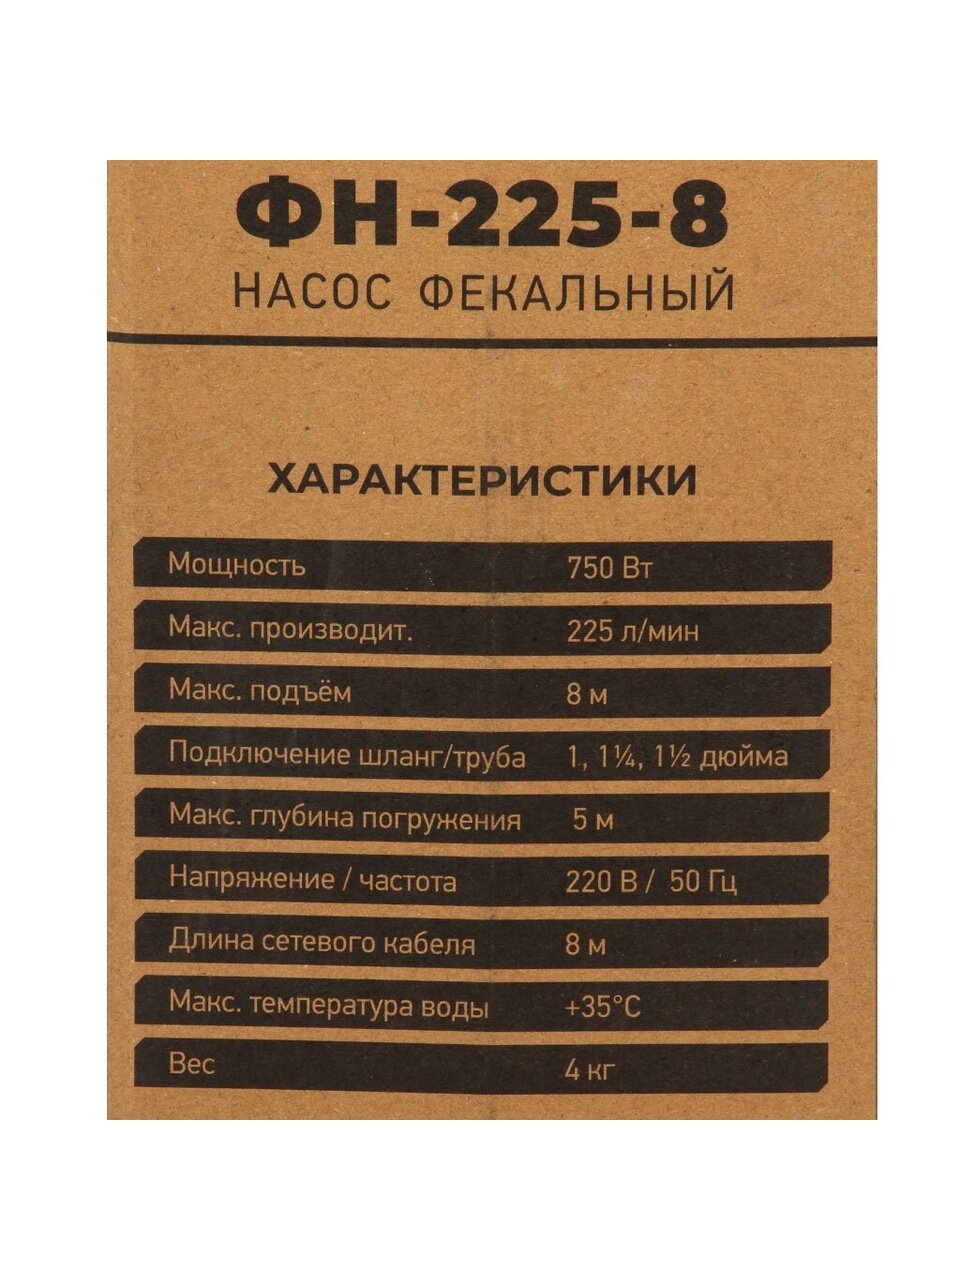 ФН-225-8
НАСОС ФЕКАЛЬНЫЙ
ХАРАКТЕРИСТИКИ
Мощность 750 Вт
Макс. производит. 225 л/мин
Макс. подъём 8 м
Подключение шланг/труба 1, 1¼, 1½ дюйма
Макс. глубина погружения 5 м
Напряжение / частота 220 В / 50 Гц
Длина сетевого кабеля 8 м
Макс. температура воды +35°C
Вес 4 кг